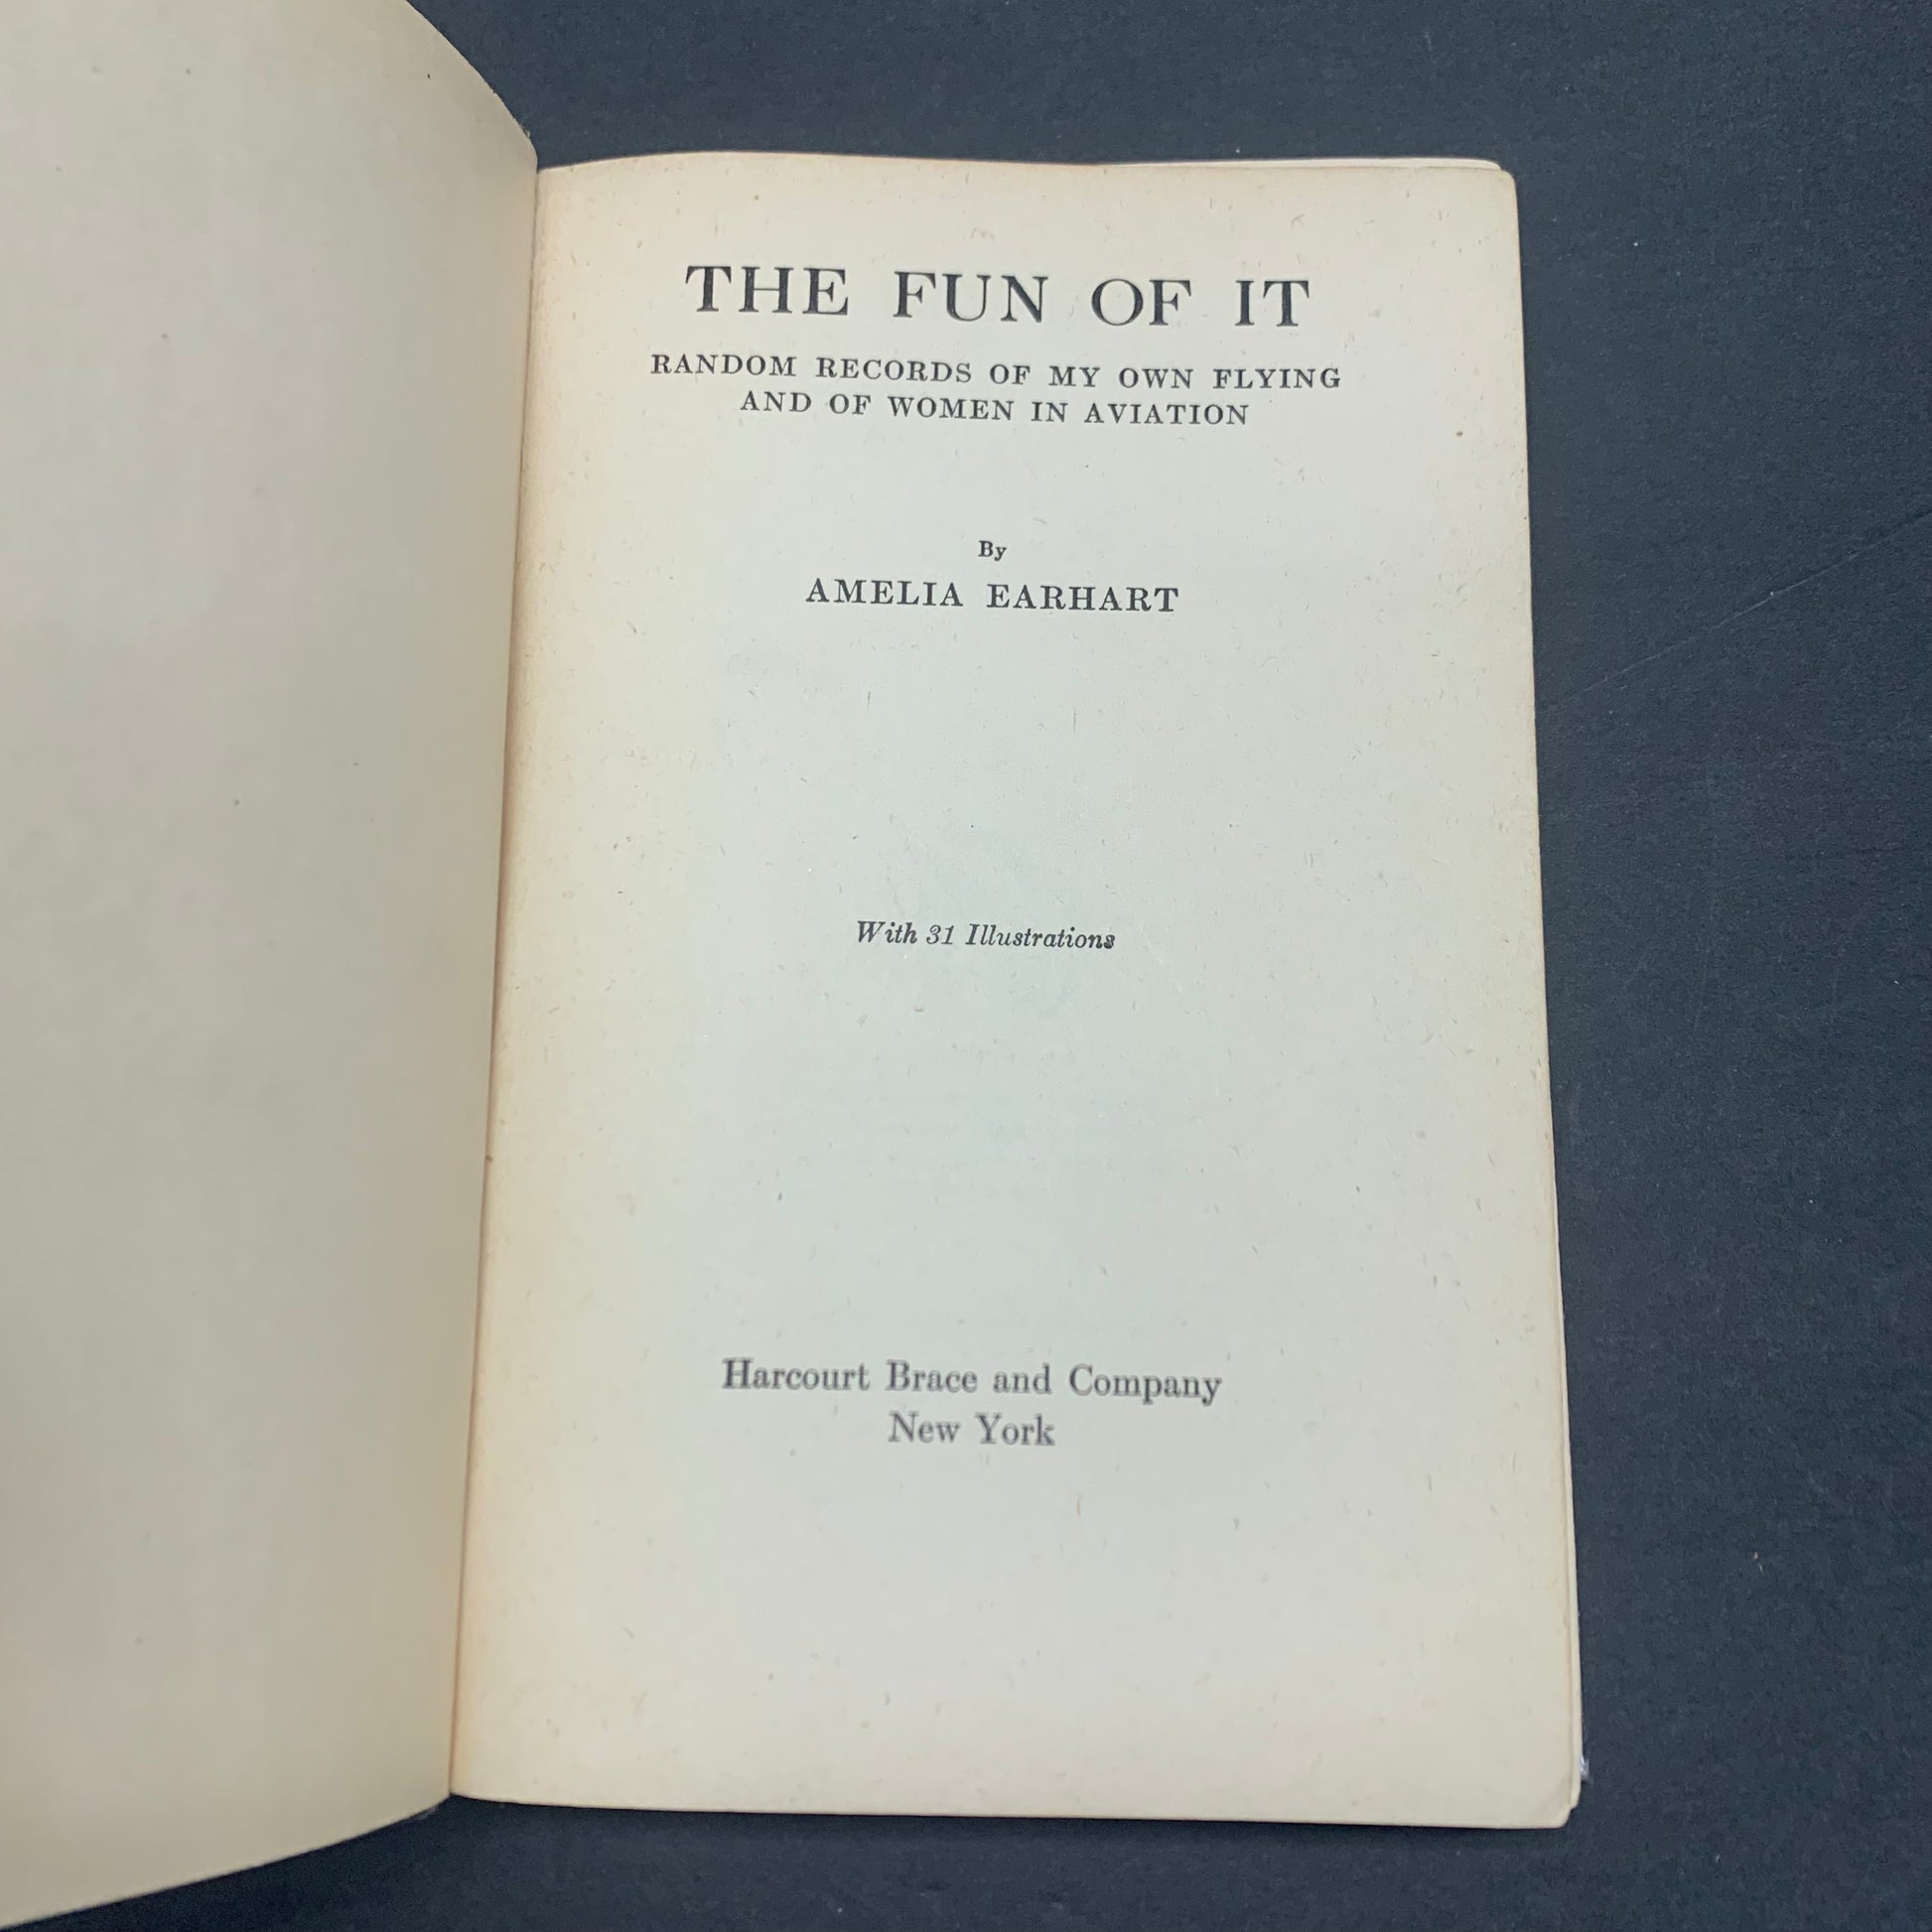 THE FUN OF IT
RANDOM RECORDS OF MY OWN FLYING
AND OF WOMEN IN AVIATION
By
AMELIA EARHART
With 31 Illustrations
Harcourt Brace and Company
New York